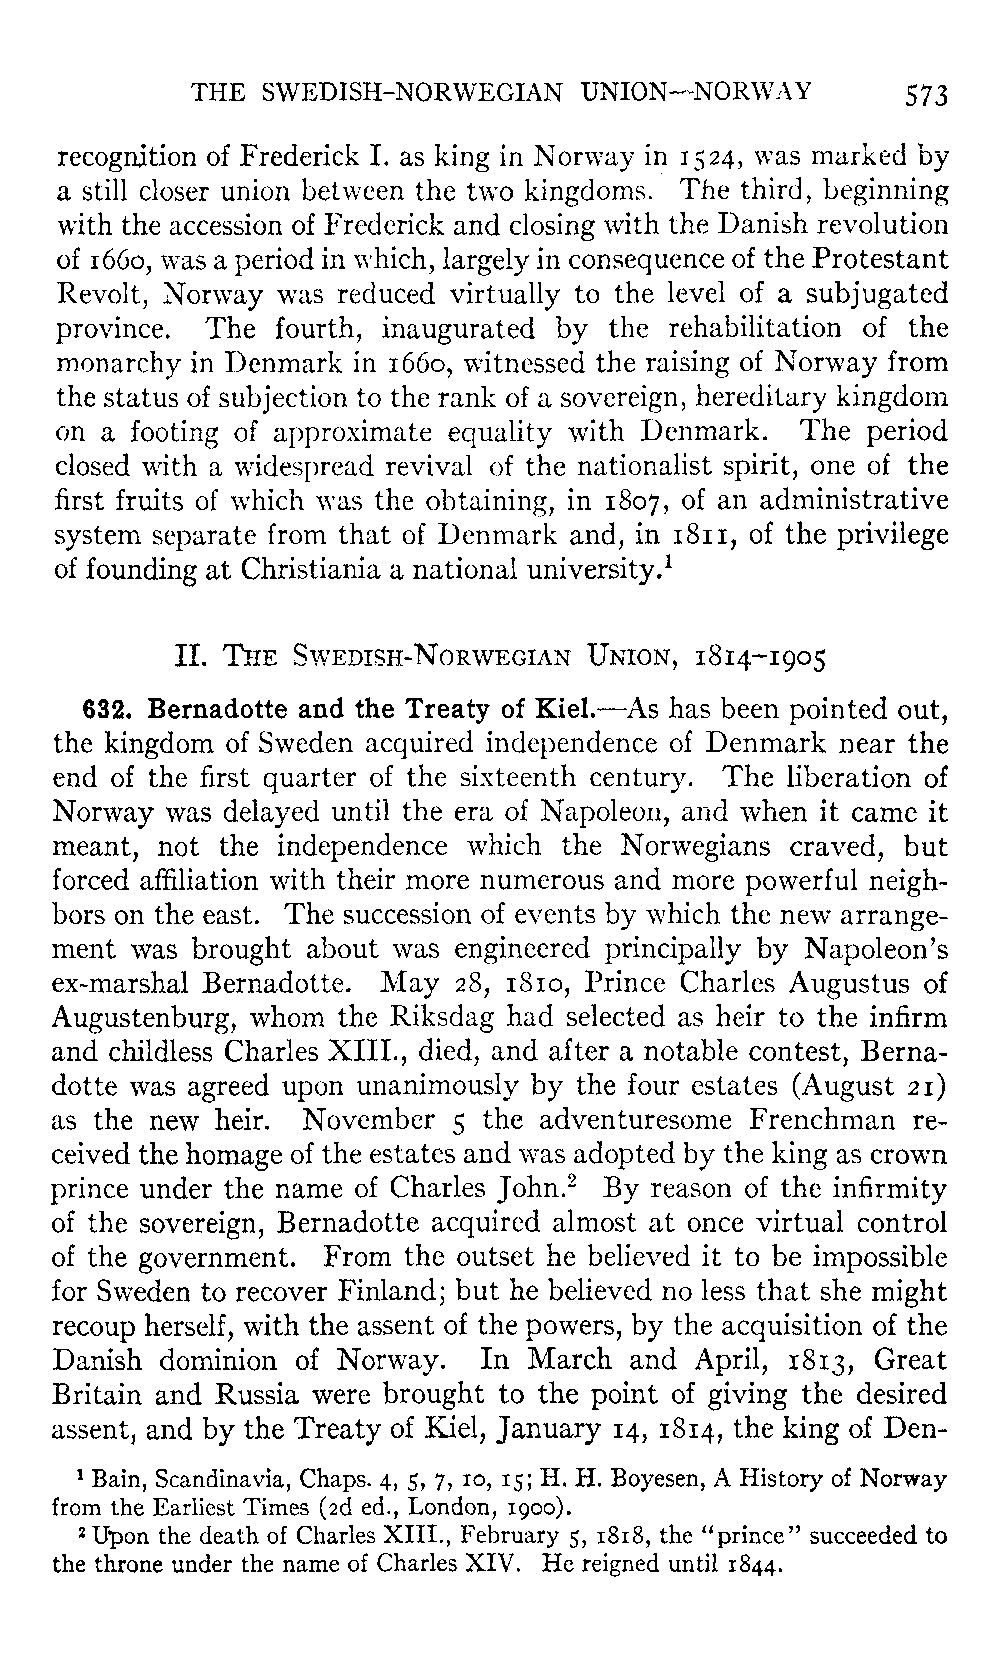 THE SWEDISH-NORWEGIAN UNION—NORWAY 573
recognition of Frederick I. as king in Norway in 1524, was marked by
a still closer union between the two kingdoms. The third, beginning
with the accession of Frederick and closing with the Danish revolution
of 1660, was a period in which, largely in consequence of the Protestant
Revolt, Norway was reduced virtually to the level of a subjugated
province. The fourth, inaugurated by the rehabilitation of the
monarchy in Denmark in 1660, witnessed the raising of Norway from
the status of subjection to the rank of a sovereign, hereditary kingdom
on a footing of approximate equality with Denmark. The period
closed with a widespread revival of the nationalist spirit, one of the
first fruits of which was the obtaining, in 1807, of an administrative
system separate from that of Denmark and, in 1811, of the privilege
of founding at Christiania a national university.¹
II. The Swedish-Norwegian Union, 1814–1905
632. Bernadotte and the Treaty of Kiel.—As has been pointed out,
the kingdom of Sweden acquired independence of Denmark near the
end of the first quarter of the sixteenth century. The liberation of
Norway was delayed until the era of Napoleon, and when it came it
meant, not the independence which the Norwegians craved, but
forced affiliation with their more numerous and more powerful neigh-
bors on the east. The succession of events by which the new arrange-
ment was brought about was engineered principally by Napoleon's
ex-marshal Bernadotte. May 28, 1810, Prince Charles Augustus of
Augustenburg, whom the Riksdag had selected as heir to the infirm
and childless Charles XIII., died, and after a notable contest, Berna-
dotte was agreed upon unanimously by the four estates (August 21)
as the new heir. November 5 the adventuresome Frenchman re-
ceived the homage of the estates and was adopted by the king as crown
prince under the name of Charles John.² By reason of the infirmity
of the sovereign, Bernadotte acquired almost at once virtual control
of the government. From the outset he believed it to be impossible
for Sweden to recover Finland; but he believed no less that she might
recoup herself, with the assent of the powers, by the acquisition of the
Danish dominion of Norway. In March and April, 1813, Great
Britain and Russia were brought to the point of giving the desired
assent, and by the Treaty of Kiel, January 14, 1814, the king of Den-
¹ Bain, Scandinavia, Chaps. 4, 5, 7, 10, 15; H. H. Boyesen, A History of Norway
from the Earliest Times (2d ed., London, 1900).
² Upon the death of Charles XIII., February 5, 1818, the "prince" succeeded to
the throne under the name of Charles XIV. He reigned until 1844.